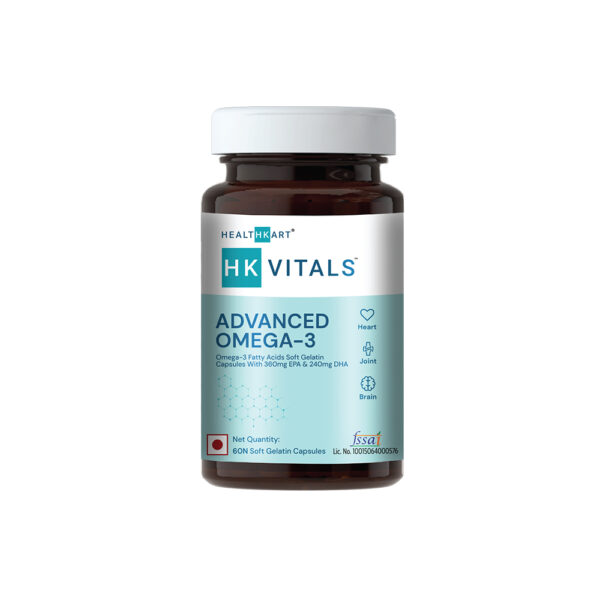 HEALTHKART®
HK VITALS™
ADVANCED
OMEGA-3
Omega-3 Fatty Acids Soft Gelatin
Capsules With 360mg EPA & 240mg DHA
Heart
Joint
Brain
Net Quantity:
60N Soft Gelatin Capsules
fssai
Lic. No. 10015064000576